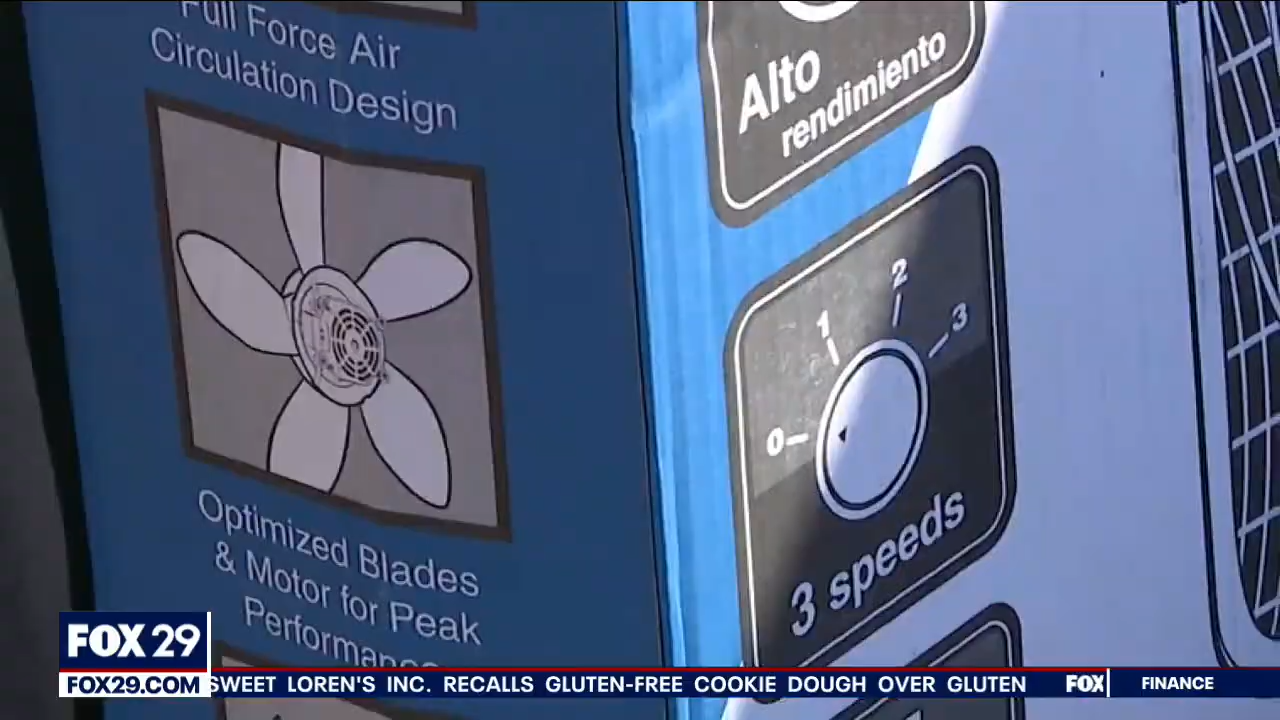 Full Force Air
Circulation Design
Optimized Blades
& Motor for Peak
Performance
Alto
rendimiento
0
1
2
3
3 speeds
FOX 29
FOX29.COM
SWEET LOREN'S INC. RECALLS GLUTEN-FREE COOKIE DOUGH OVER GLUTEN
FOX
FINANCE